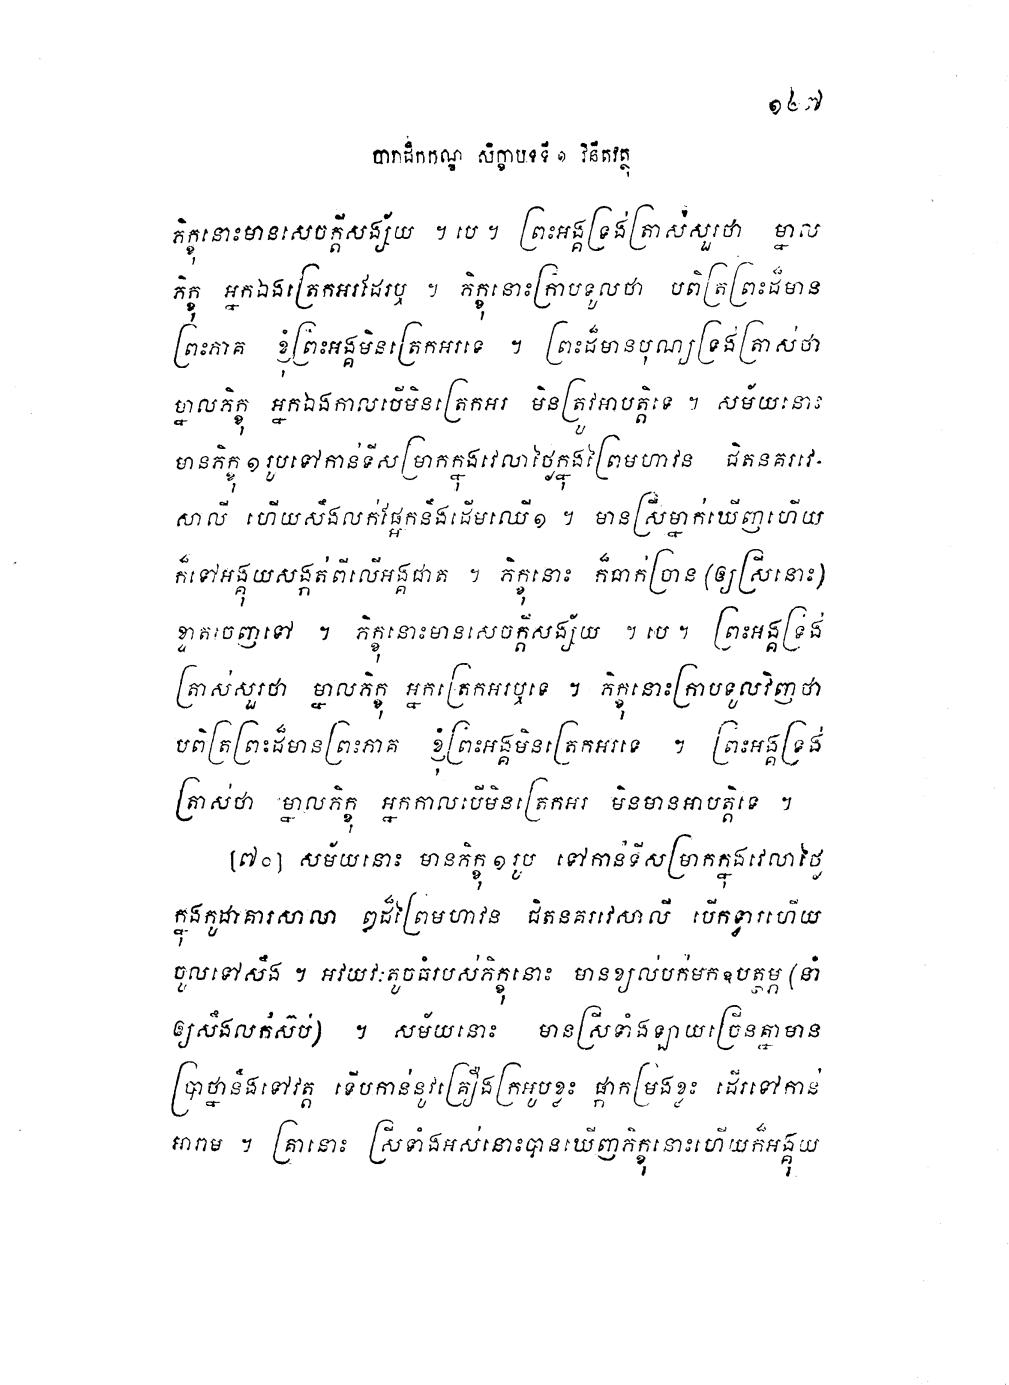 ១៤៧
បារាជិកកណ្ឌ សិក្ខាបទទី ១ វិនីតវត្ថុ
ភិក្ខុនោះមានសេចក្តីសង្ស័យ ។ បេ ។ ព្រះអង្គទ្រង់ត្រាស់សួរថា ម្នាល
ភិក្ខុ អ្នកឯងត្រេកអរដែរឬ ។ ភិក្ខុនោះក្រាបទូលថា បពិត្រព្រះដ៏មាន
ព្រះភាគ ខ្ញុំព្រះអង្គមិនត្រេកអរទេ ។ ព្រះដ៏មានបុណ្យទ្រង់ត្រាស់ថា
ម្នាលភិក្ខុ អ្នកឯងកាលបើមិនត្រេកអរ មិនត្រូវអាបត្តិទេ ។ សម័យនោះ
មានភិក្ខុ ១ រូបទៅកាន់ទីសម្រាកក្នុងវេលាថ្ងៃក្នុងព្រៃមហាវន ជិតនគរវេ-
សាលី ហើយសឹងលក់ផ្អែកនឹងដើមឈើ ១ ។ មានស្រីម្នាក់ឃើញហើយ
ក៏ទៅអង្គុយសង្កត់ពីលើអង្គជាត ។ ភិក្ខុនោះ ក៏ធាក់ច្រាន (ឲ្យស្រីនោះ)
ខ្ទាតចេញទៅ ។ ភិក្ខុនោះមានសេចក្តីសង្ស័យ ។ បេ ។ ព្រះអង្គទ្រង់
ត្រាស់សួរថា ម្នាលភិក្ខុ អ្នកត្រេកអរឬទេ ។ ភិក្ខុនោះក្រាបទូលវិញថា
បពិត្រព្រះដ៏មានព្រះភាគ ខ្ញុំព្រះអង្គមិនត្រេកអរទេ ។ ព្រះអង្គទ្រង់
ត្រាស់ថា ម្នាលភិក្ខុ អ្នកកាលបើមិនត្រេកអរ មិនមានអាបត្តិទេ ។
[៧០] សម័យនោះ មានភិក្ខុ ១ រូប ទៅកាន់ទីសម្រាកក្នុងវេលាថ្ងៃ
ក្នុងកូដាគារសាលា ឰដ៏ព្រៃមហាវន ជិតនគរវេសាលី បើកទ្វារហើយ
ចូលទៅសឹង ។ អវយវៈតូចធំរបស់ភិក្ខុនោះ មានខ្យល់បក់មកឧបត្ថម្ភ (នាំ
ឲ្យសឹងលក់ស៊ប់) ។ សម័យនោះ មានស្រីទាំងឡាយច្រើនគ្នាមាន
ប្រាថ្នានឹងទៅវត្ត ទើបកាន់នូវគ្រឿងក្រអូបខ្លះ ផ្កាកម្រងខ្លះ ដើរទៅកាន់
អារាម ។ គ្រានោះ ស្រីទាំងអស់នោះបានឃើញភិក្ខុនោះហើយក៏អង្គុយ